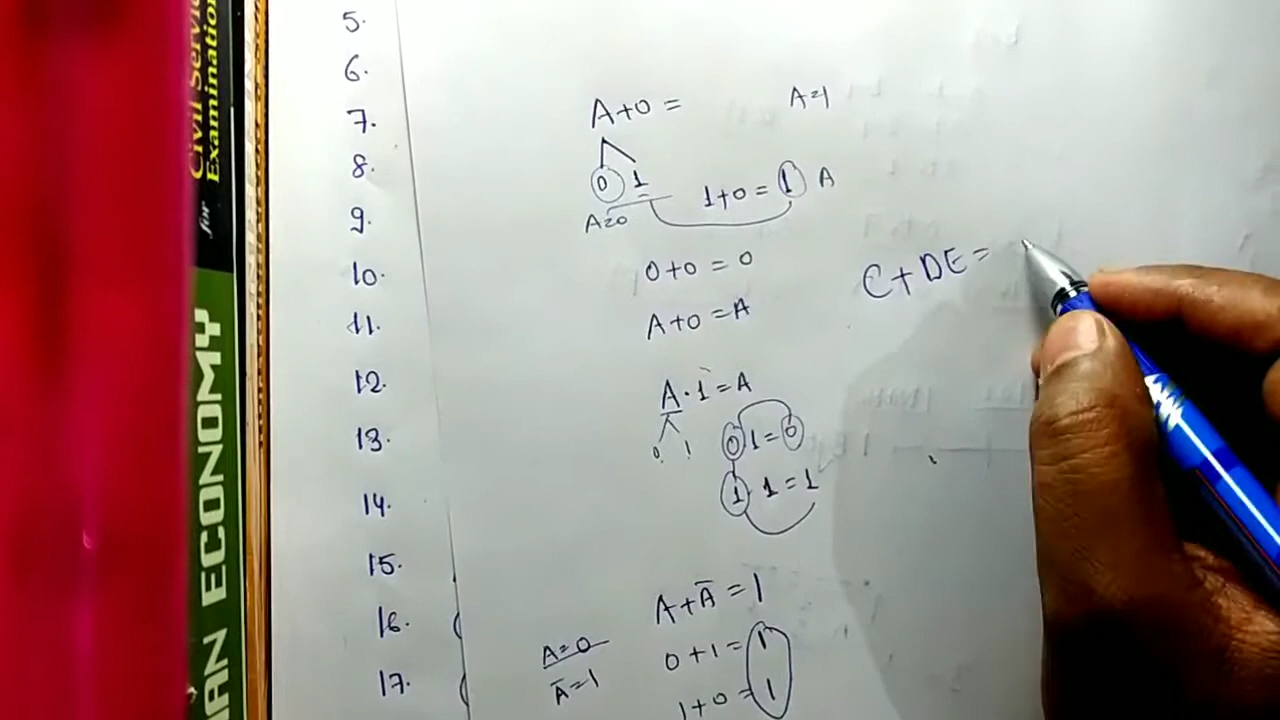 Civil Servic
Examination
for
IAN ECONOMY
5.
6.
7.
8.
9.
10.
11.
12.
13.
14.
15.
16.
17.
A+0 =
A=1
0 1
A=0
1+0 = 1 A
0+0 = 0
A+0 = A
C+DE =
A·1 = A
0 1
0 1 = 0
1 1 = 1
A+Ā = 1
A=0
Ā=1
0+1 = 1
1+0 = 1